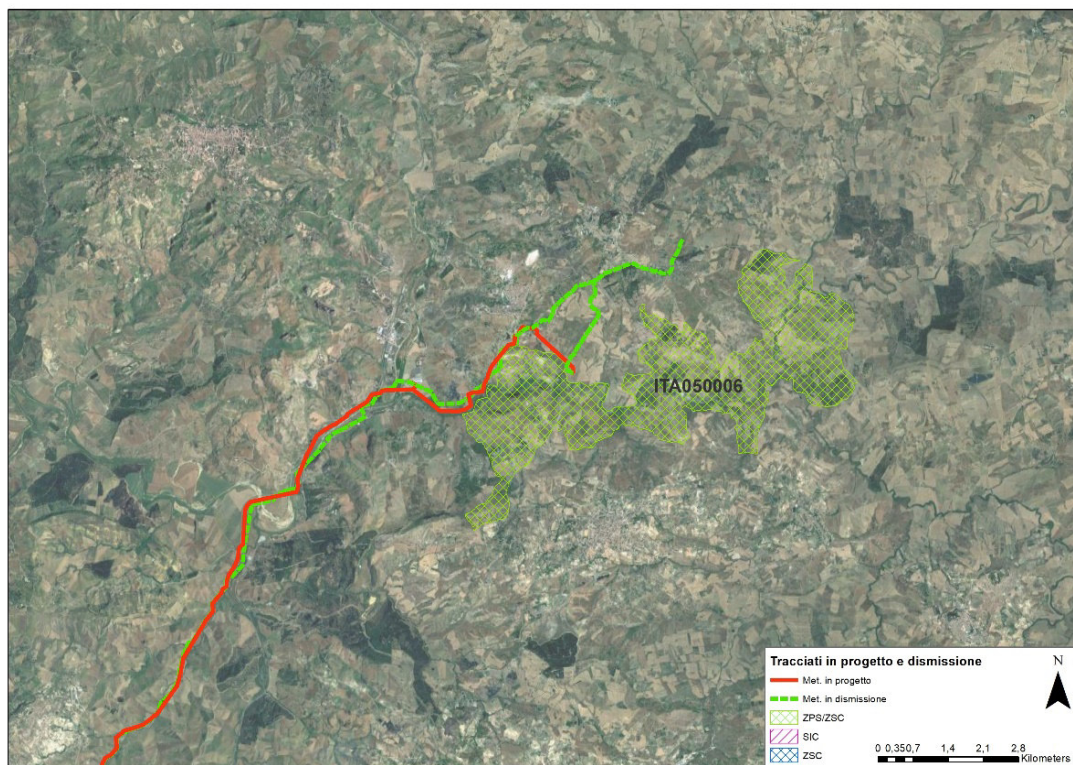 ITA050006
Tracciati in progetto e dismissione
N
Met. in progetto
Met. in dismissione
ZPS/ZSC
SIC
ZSC
0 0,350,7 1,4 2,1 2,8
Kilometers